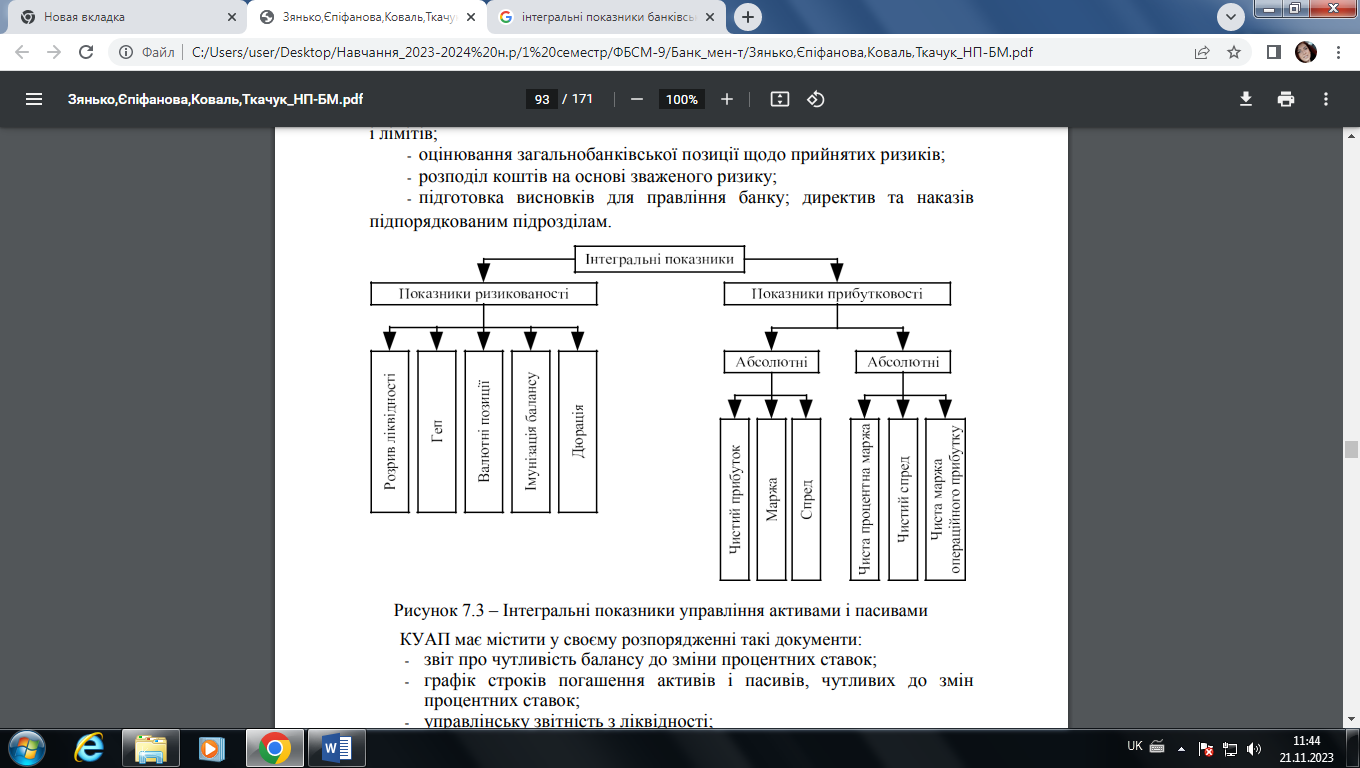 Новая вкладка
Зянько,Єпіфанова,Коваль,Ткачук
інтегральні показники банківськ
Файл
C:/Users/user/Desktop/Навчання_2023-2024%20н.р/1%20семестр/ФБСМ-9/Банк_мен-т/Зянько,Єпіфанова,Коваль,Ткачук_НП-БМ.pdf
Зянько,Єпіфанова,Коваль,Ткачук_НП-БМ.pdf
93 / 171
100%
і лімітів;
- оцінювання загальнобанківської позиції щодо прийнятих ризиків;
- розподіл коштів на основі зваженого ризику;
- підготовка висновків для правління банку; директив та наказів
підпорядкованим підрозділам.
Інтегральні показники
Показники ризикованості
Показники прибутковості
Розрив ліквідності
Геп
Валютні позиції
Імунізація балансу
Дюрація
Абсолютні
Абсолютні
Чистий прибуток
Маржа
Спред
Чиста процентна маржа
Чистий спред
Чиста маржа
операційного прибутку
Рисунок 7.3 – Інтегральні показники управління активами і пасивами
КУАП має містити у своєму розпорядженні такі документи:
- звіт про чутливість балансу до зміни процентних ставок;
- графік строків погашення активів і пасивів, чутливих до змін
процентних ставок;
- управлінську звітність з ліквідності;
UK
11:44
21.11.2023